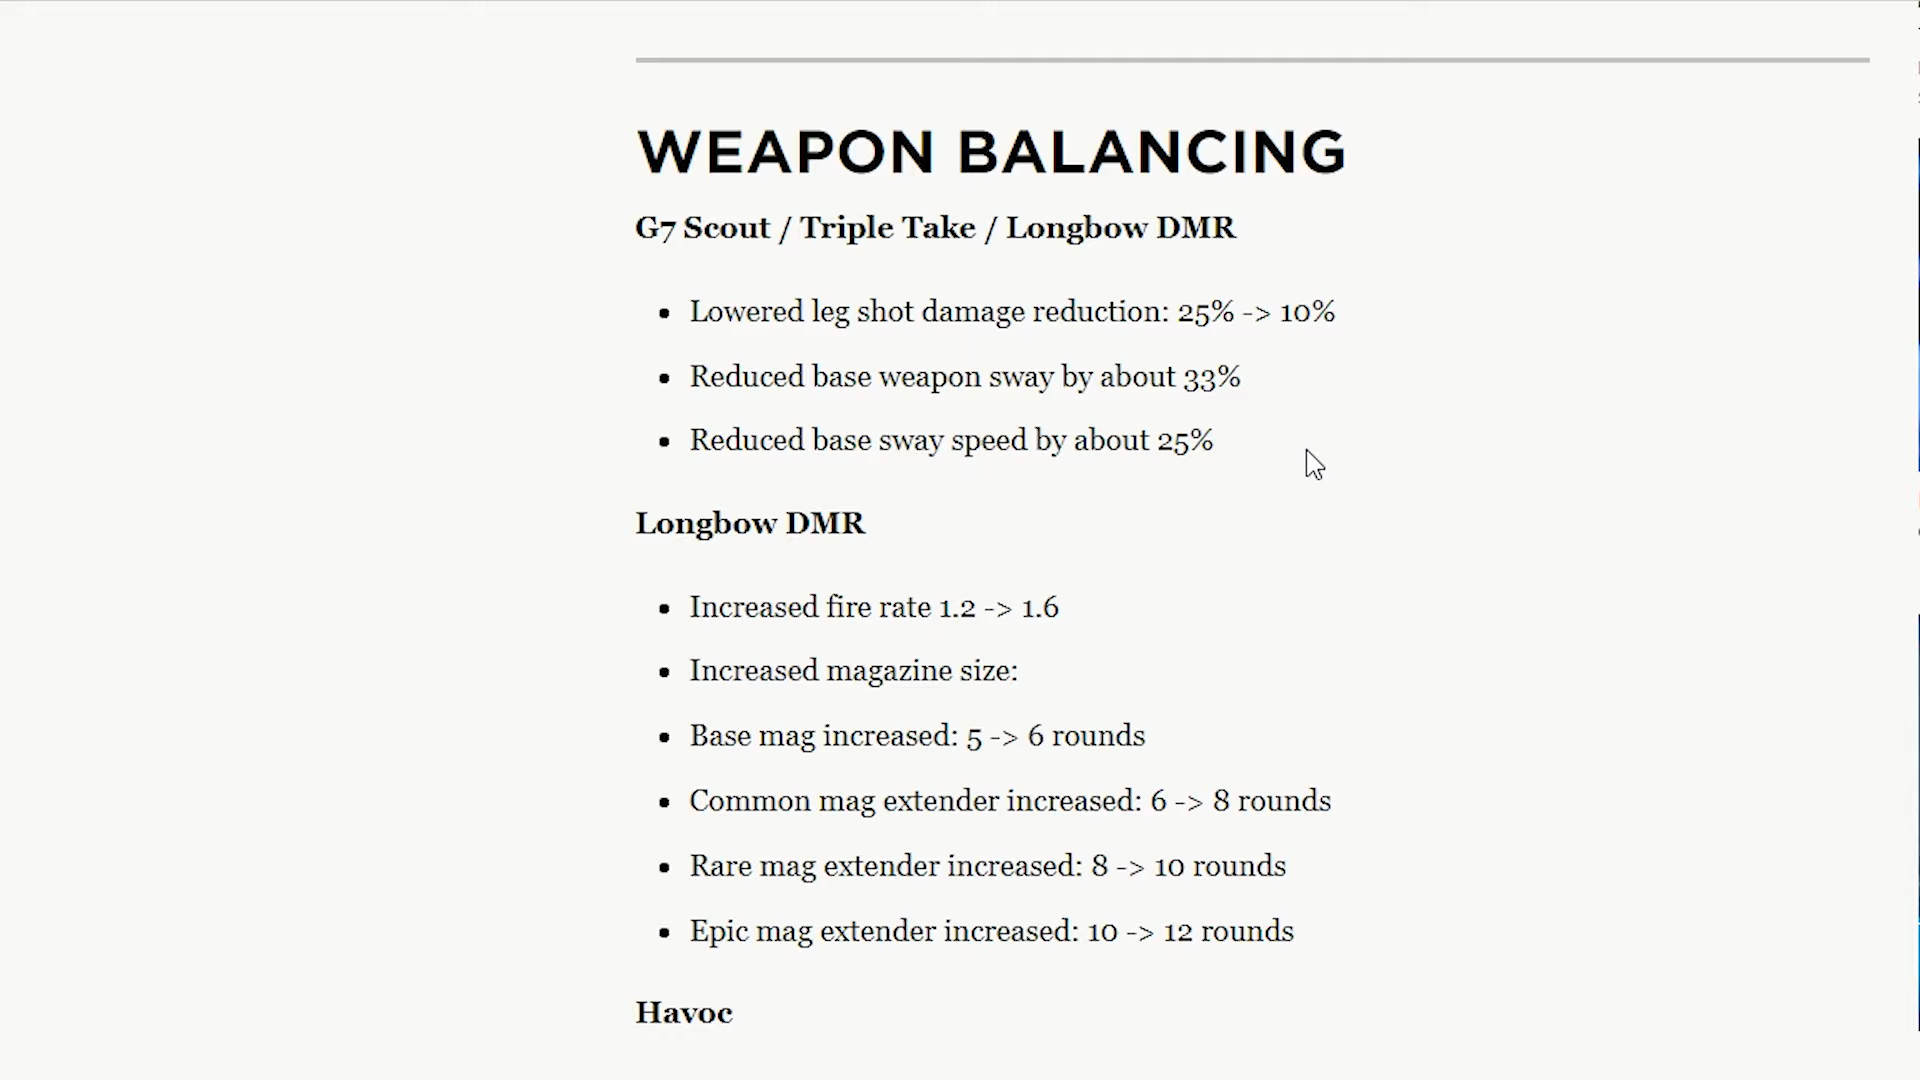 WEAPON BALANCING
G7 Scout / Triple Take / Longbow DMR
Lowered leg shot damage reduction: 25% -> 10%
Reduced base weapon sway by about 33%
Reduced base sway speed by about 25%
Longbow DMR
Increased fire rate 1.2 -> 1.6
Increased magazine size:
Base mag increased: 5 -> 6 rounds
Common mag extender increased: 6 -> 8 rounds
Rare mag extender increased: 8 -> 10 rounds
Epic mag extender increased: 10 -> 12 rounds
Havoc